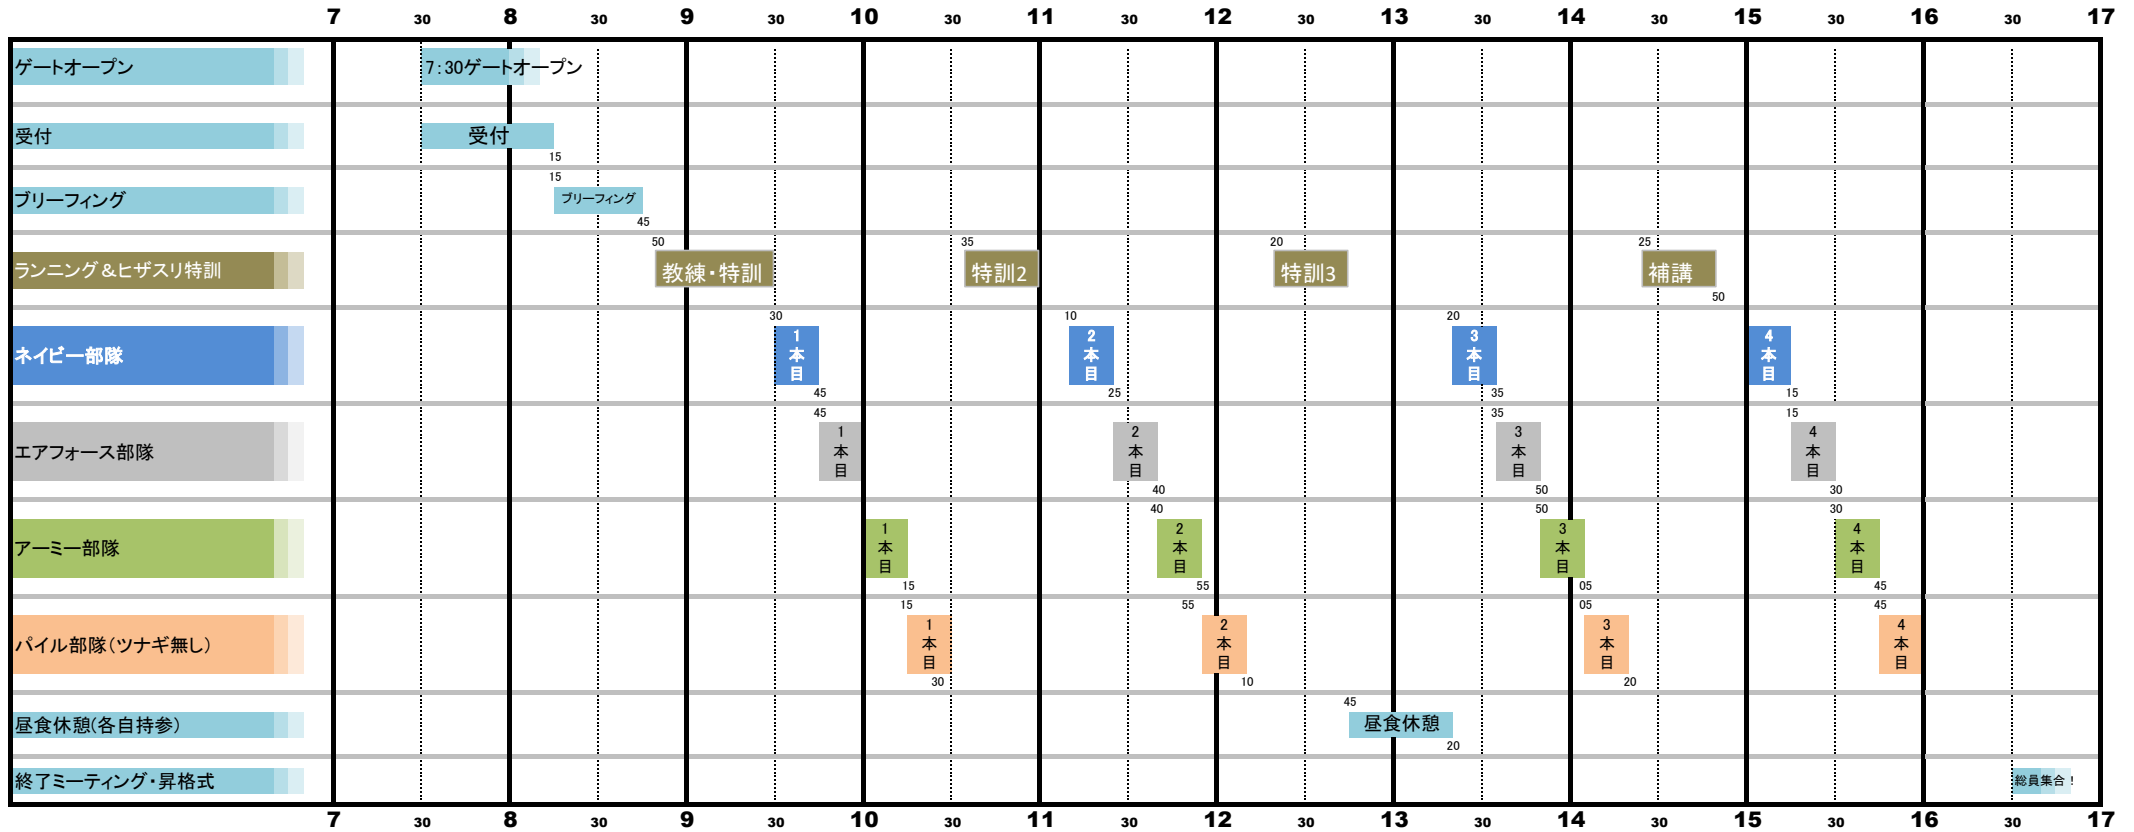 7 30 8 30 9 30 10 30 11 30 12 30 13 30 14 30 15 30 16 30 17
ゲートオープン 7:30ゲートオープン
受付 受付
15
15
ブリーフィング ブリーフィング
45
50 35 20 25
ランニング&ヒザスリ特訓 教練・特訓 特訓2 特訓3 補講
50
30 10 20
ネイビー部隊 1本目 2本目 3本目 4本目
45 25 35 15
45 35 15
エアフォース部隊 1本目 2本目 3本目 4本目
40 50 30
40 50 30
アーミー部隊 1本目 2本目 3本目 4本目
15 55 05 45
15 55 05 45
パイル部隊(ツナギ無し) 1本目 2本目 3本目 4本目
30 10 20
45
昼食休憩(各自持参) 昼食休憩
20
終了ミーティング・昇格式 総員集合!
7 30 8 30 9 30 10 30 11 30 12 30 13 30 14 30 15 30 16 30 17